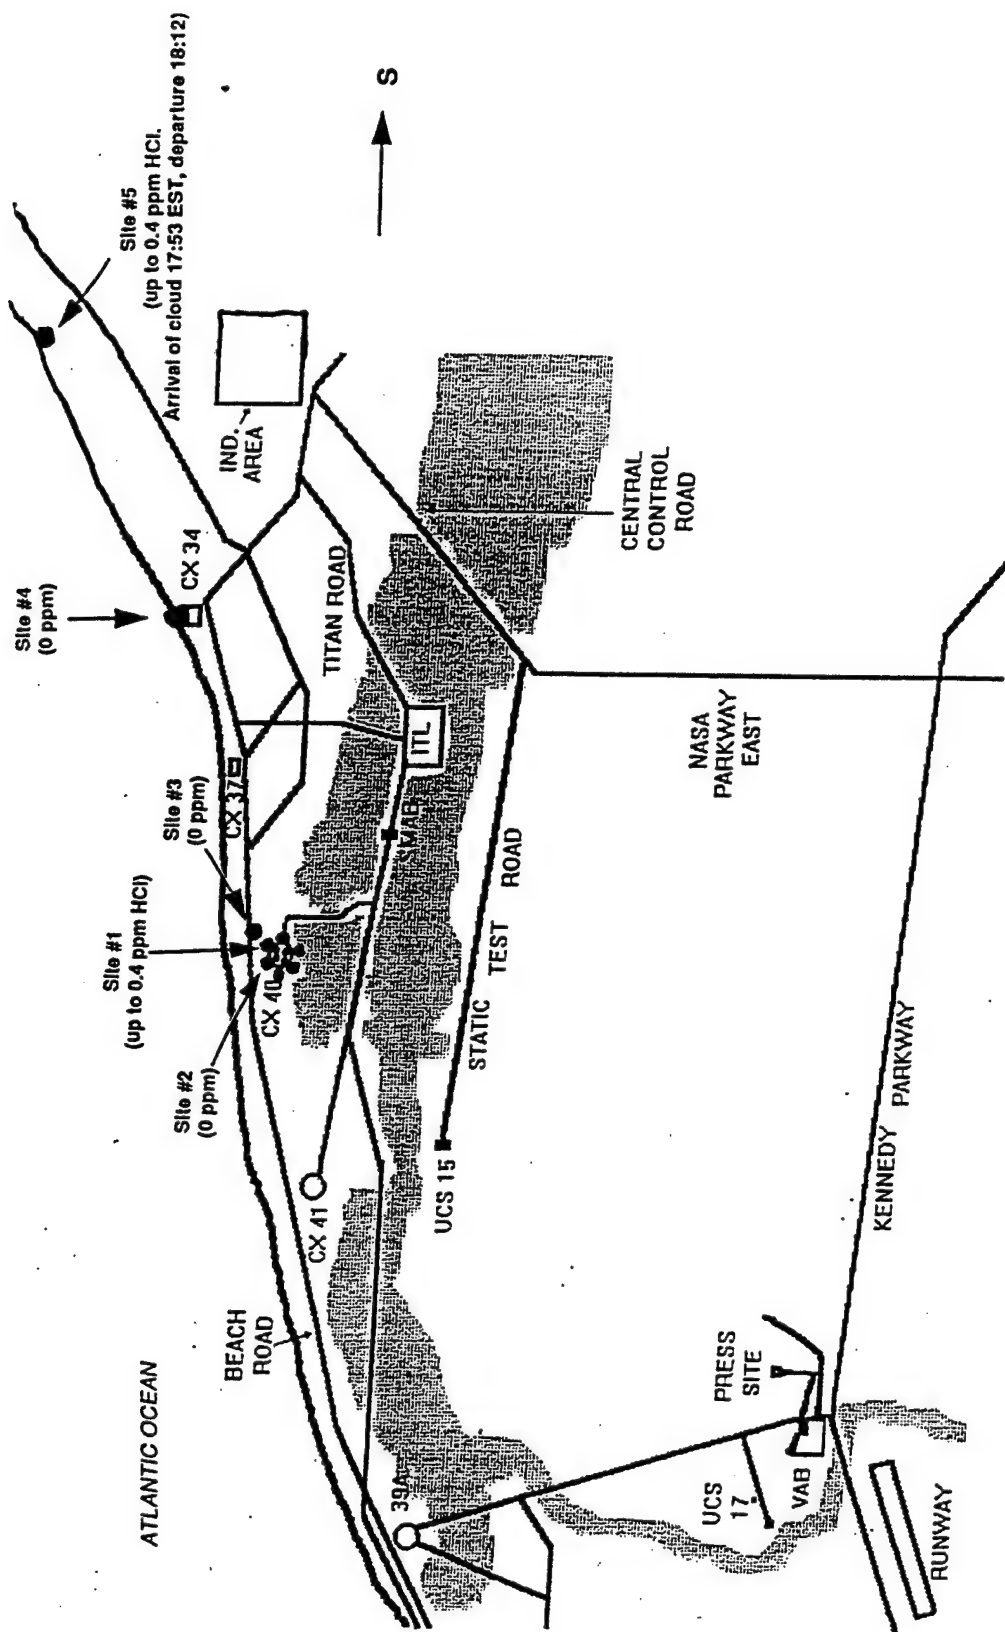 ATLANTIC OCEAN
BEACH
ROAD
Site #2
(0 ppm)
Site #1
(up to 0.4 ppm HCl)
Site #3
(0 ppm)
Site #4
(0 ppm)
Site #5
(up to 0.4 ppm HCl.
Arrival of cloud 17:53 EST, departure 18:12)
39A
CX 41
CX 40
CX 37
CX 34
IND.
AREA
S
TITAN ROAD
SMAB
ITL
UCS 15
STATIC TEST ROAD
CENTRAL
CONTROL
ROAD
UCS
17
PRESS
SITE
VAB
NASA
PARKWAY
EAST
RUNWAY
KENNEDY PARKWAY